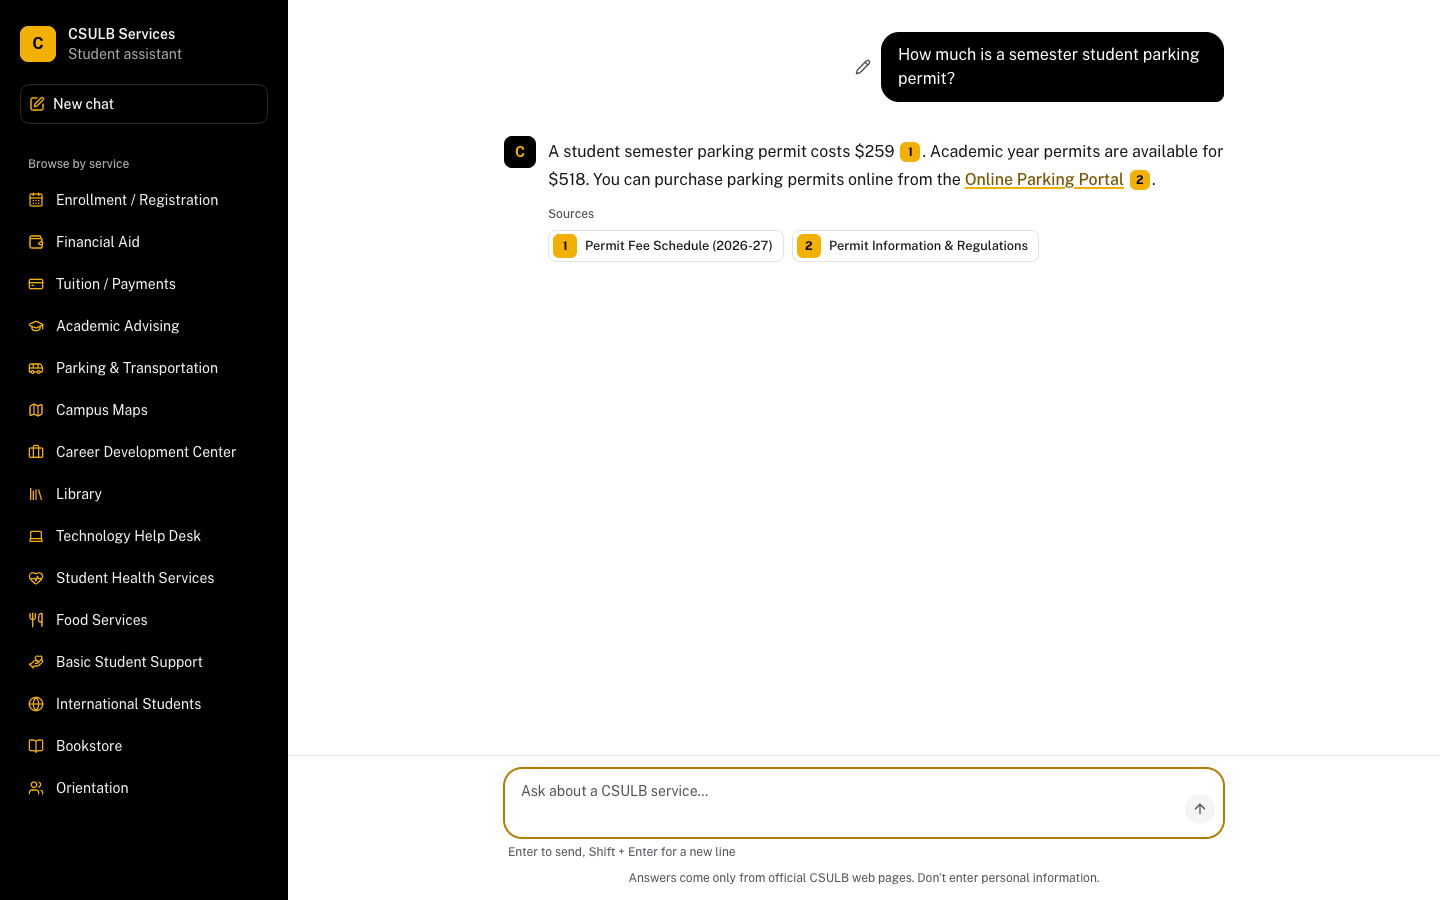 C
CSULB Services
Student assistant
New chat
Browse by service
Enrollment / Registration
Financial Aid
Tuition / Payments
Academic Advising
Parking & Transportation
Campus Maps
Career Development Center
Library
Technology Help Desk
Student Health Services
Food Services
Basic Student Support
International Students
Bookstore
Orientation
How much is a semester student parking
permit?
C
A student semester parking permit costs $259 1. Academic year permits are available for
$518. You can purchase parking permits online from the Online Parking Portal 2.
Sources
1 Permit Fee Schedule (2026-27) 2 Permit Information & Regulations
Ask about a CSULB service...
Enter to send, Shift + Enter for a new line
Answers come only from official CSULB web pages. Don't enter personal information.